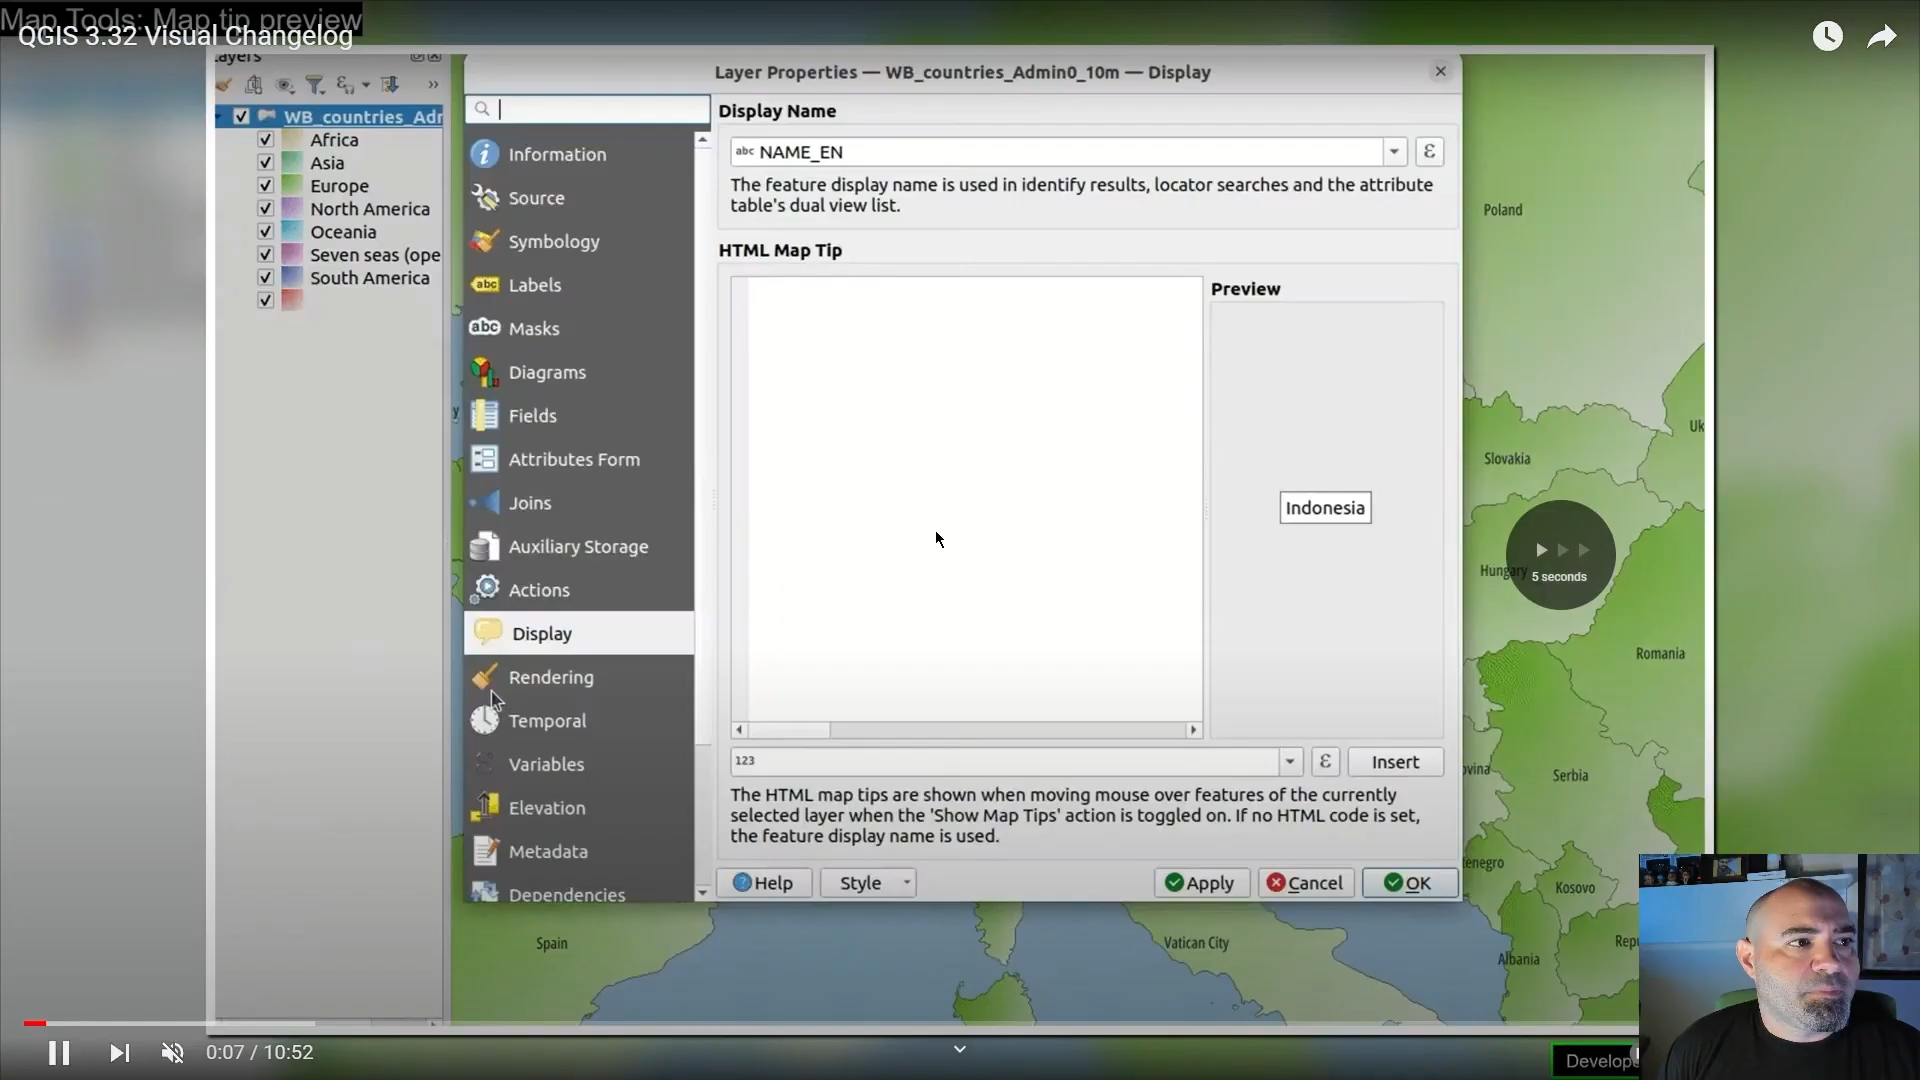 Map Tools: Map tip preview
QGIS 3.32 Visual Changelog
Layers
WB_countries_Adr
Africa
Asia
Europe
North America
Oceania
Seven seas (ope
South America
Layer Properties — WB_countries_Admin0_10m — Display
Information
Source
Symbology
Labels
Masks
Diagrams
Fields
Attributes Form
Joins
Auxiliary Storage
Actions
Display
Rendering
Temporal
Variables
Elevation
Metadata
Dependencies
Display Name
abc NAME_EN
ε
The feature display name is used in identify results, locator searches and the attribute
table's dual view list.
HTML Map Tip
Preview
Indonesia
123
ε
Insert
The HTML map tips are shown when moving mouse over features of the currently
selected layer when the 'Show Map Tips' action is toggled on. If no HTML code is set,
the feature display name is used.
Help
Style
Apply
Cancel
OK
Poland
Uk
Slovakia
Hungary
5 seconds
Romania
ovina
Serbia
enegro
Kosovo
Spain
Vatican City
Albania
Rep
0:07 / 10:52
Develope